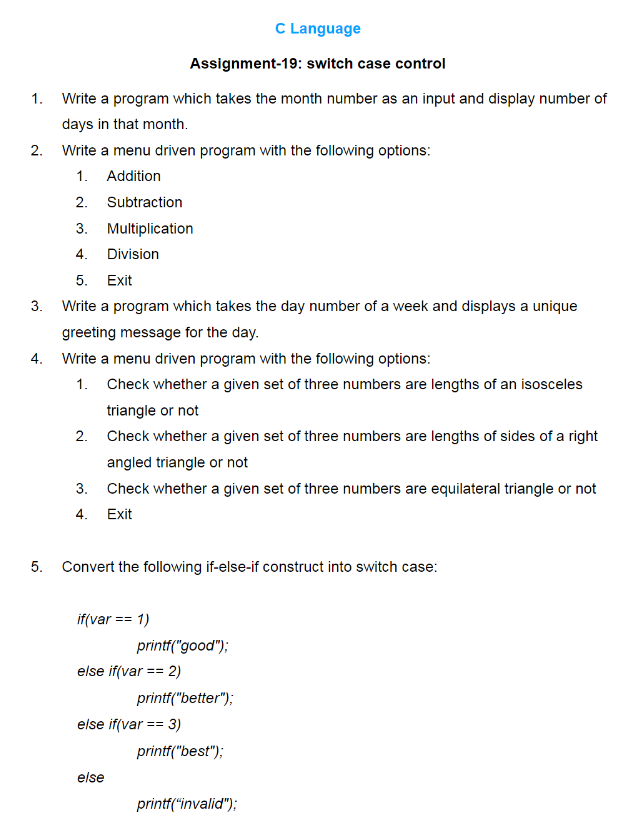 C Language
Assignment-19: switch case control
1. Write a program which takes the month number as an input and display number of
days in that month.
2. Write a menu driven program with the following options:
1. Addition
2. Subtraction
3. Multiplication
4. Division
5. Exit
3. Write a program which takes the day number of a week and displays a unique
greeting message for the day.
4. Write a menu driven program with the following options:
1. Check whether a given set of three numbers are lengths of an isosceles
triangle or not
2. Check whether a given set of three numbers are lengths of sides of a right
angled triangle or not
3. Check whether a given set of three numbers are equilateral triangle or not
4. Exit
5. Convert the following if-else-if construct into switch case:
if(var == 1)
printf("good");
else if(var == 2)
printf("better");
else if(var == 3)
printf("best");
else
printf(“invalid");